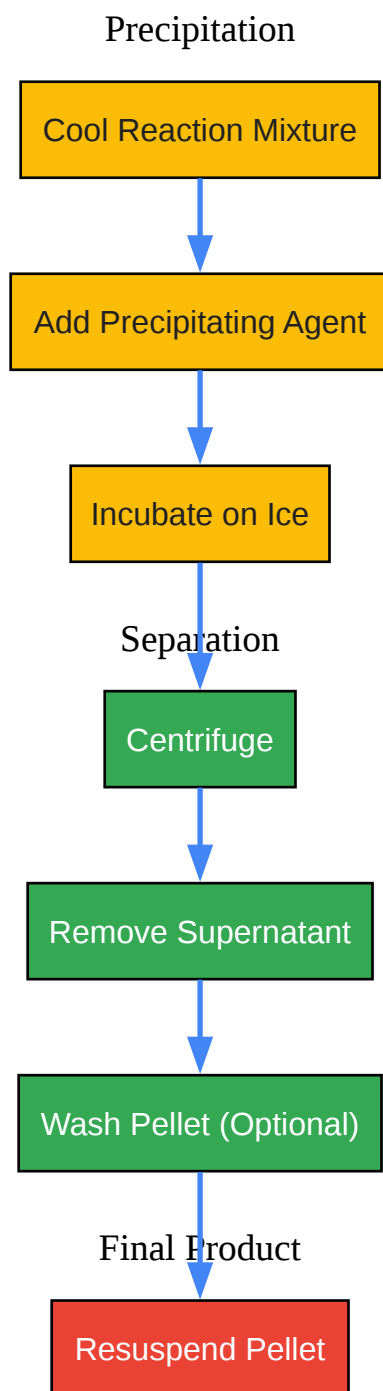 Precipitation
Cool Reaction Mixture
Add Precipitating Agent
Incubate on Ice
Separation
Centrifuge
Remove Supernatant
Wash Pellet (Optional)
Final Product
Resuspend Pellet